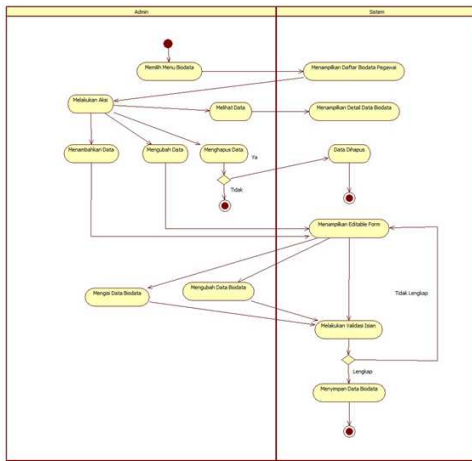 Admin
Sistem
Memilih Menu Biodata
Menampilkan Daftar Biodata Pegawai
Melakukan Aksi
Melihat Data
Menampilkan Detail Data Biodata
Menambahkan Data
Mengubah Data
Menghapus Data
Ya
Data Dihapus
Tidak
Menampilkan Editable Form
Mengisi Data Biodata
Mengubah Data Biodata
Tidak Lengkap
Melakukan Validasi Isian
Lengkap
Menyimpan Data Biodata